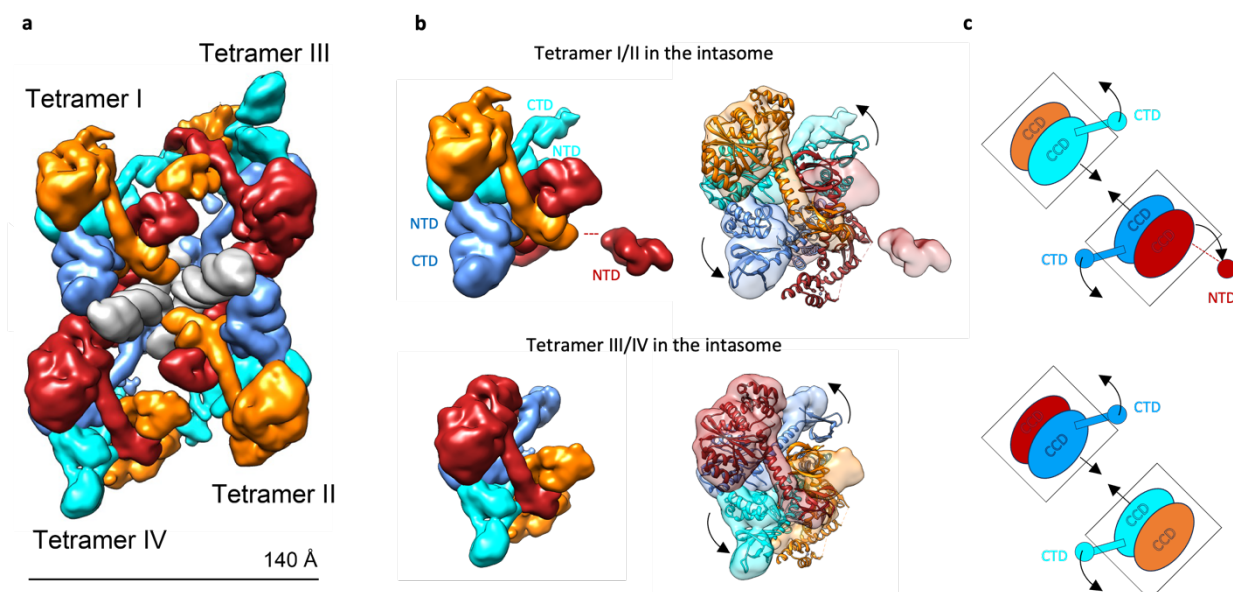 a
Tetramer III
Tetramer I
Tetramer II
Tetramer IV
140 Å
b
Tetramer I/II in the intasome
CTD
NTD
NTD
CTD
NTD
Tetramer III/IV in the intasome
c
CCD
CCD
CTD
CCD
CCD
CTD
NTD
CCD
CCD
CTD
CCD
CCD
CTD